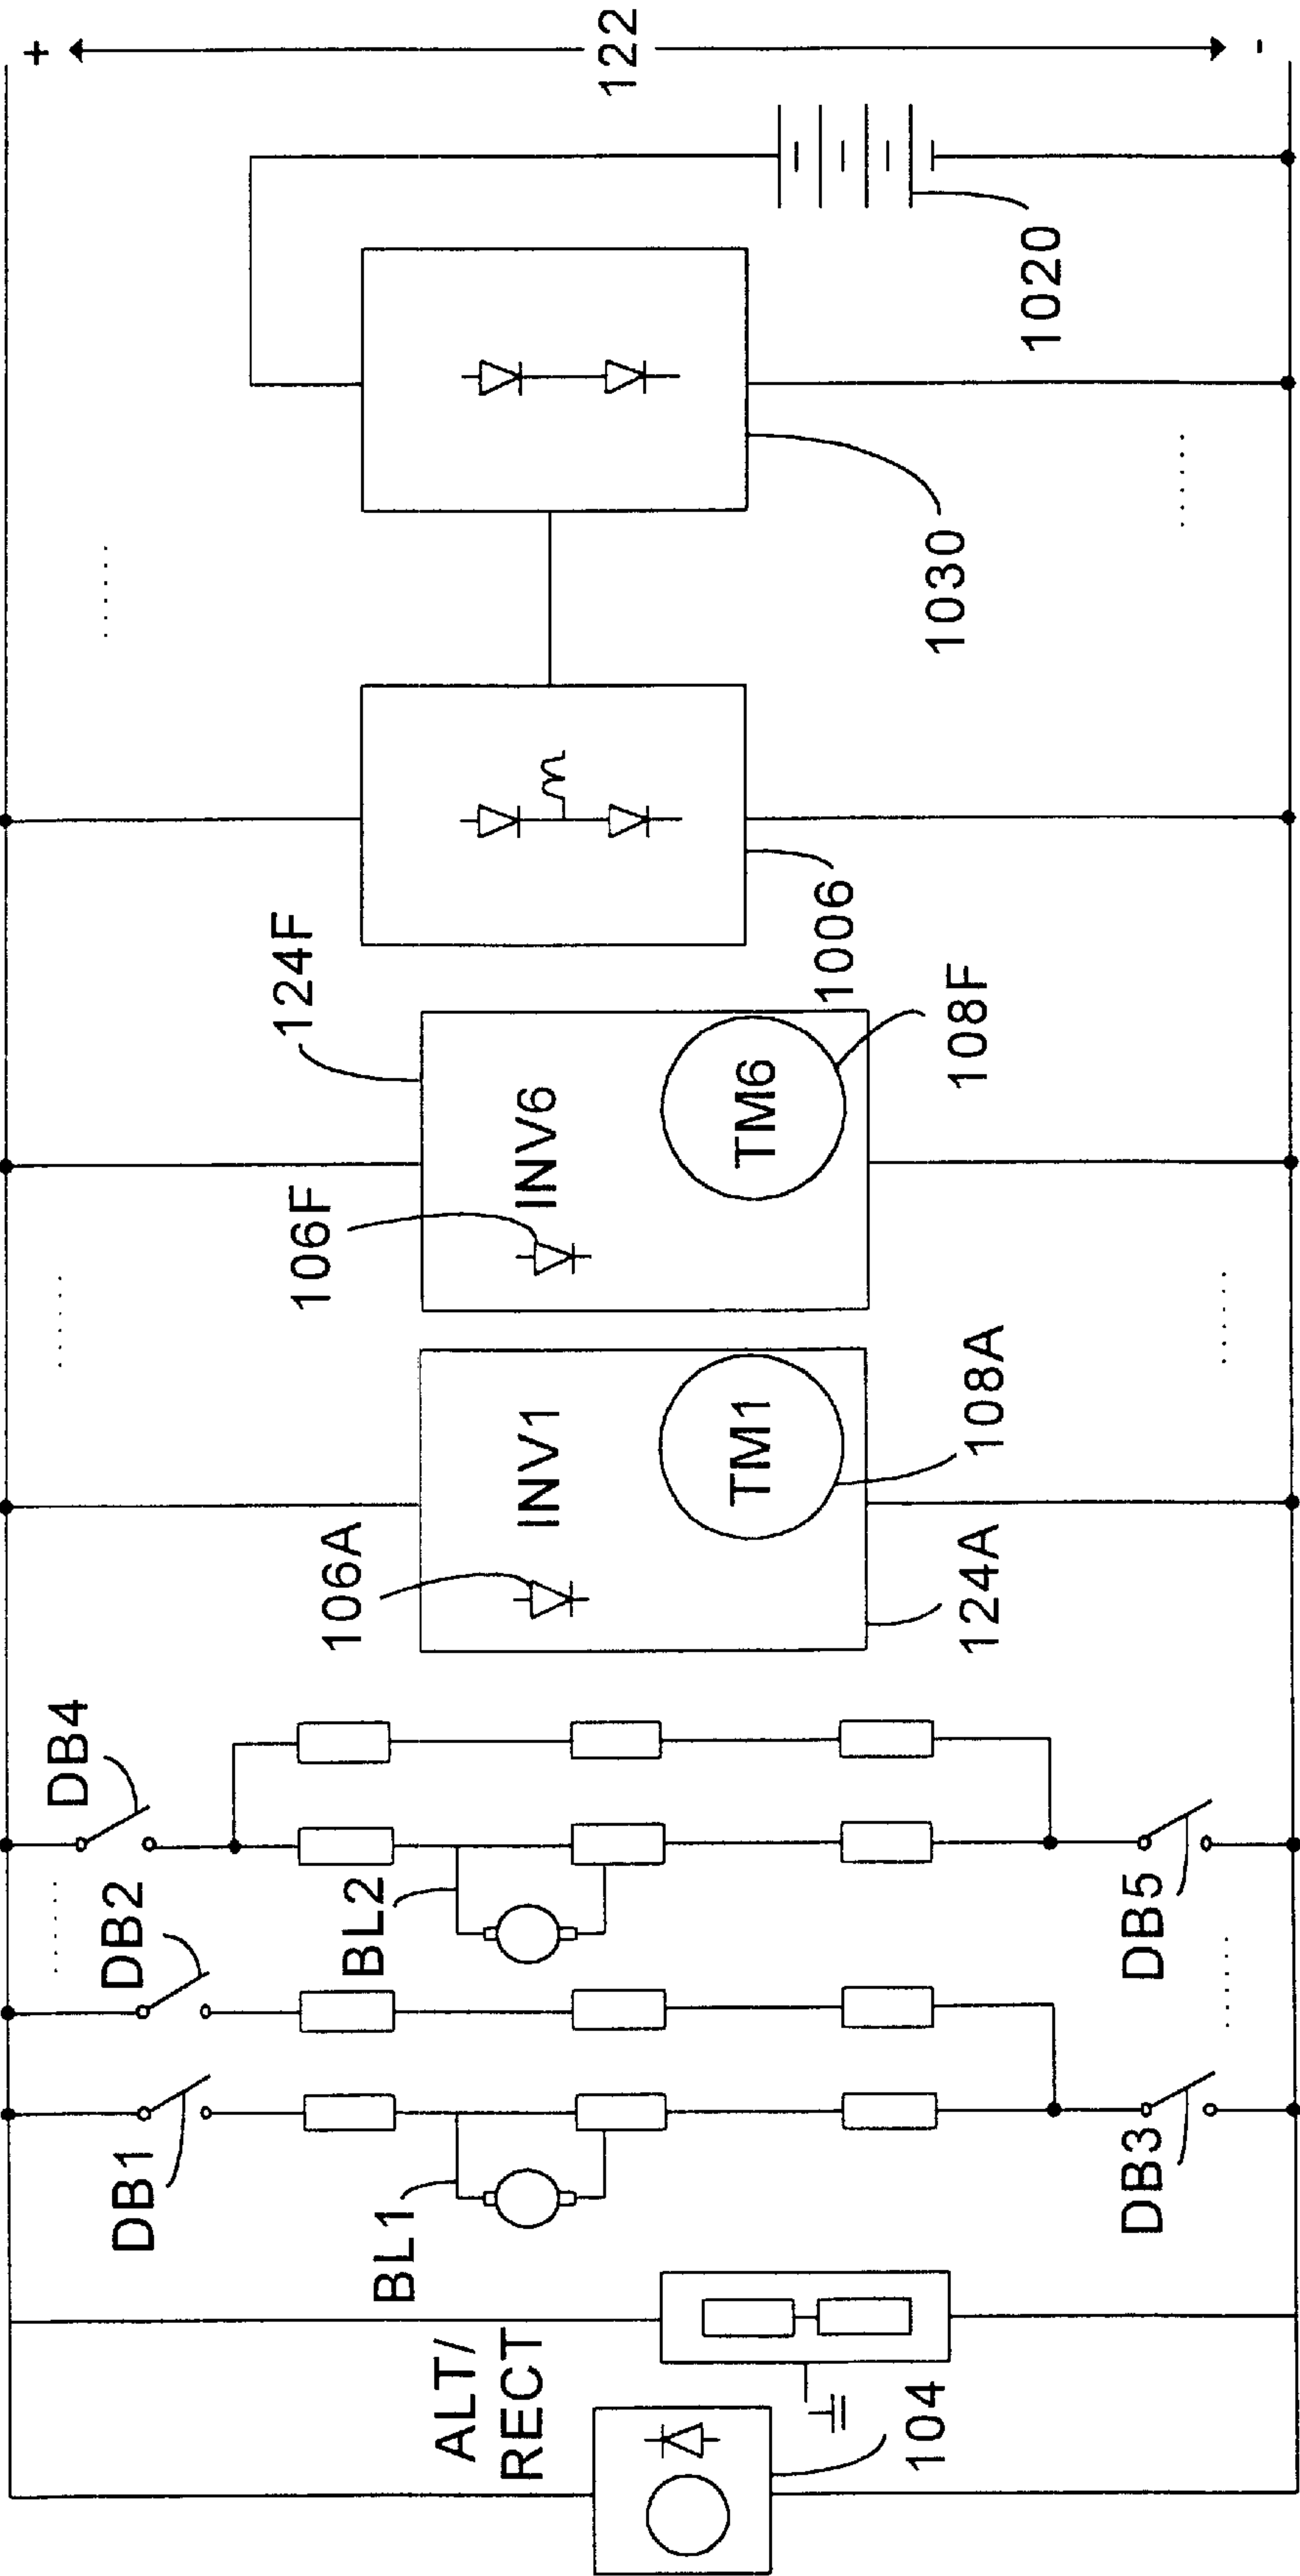 ALT/
RECT
104
BL1
DB1
DB3
DB2
BL2
DB4
DB5
106A
INV1
TM1
124A
108A
106F
124F
INV6
TM6
108F
1006
1030
1020
+
122
-